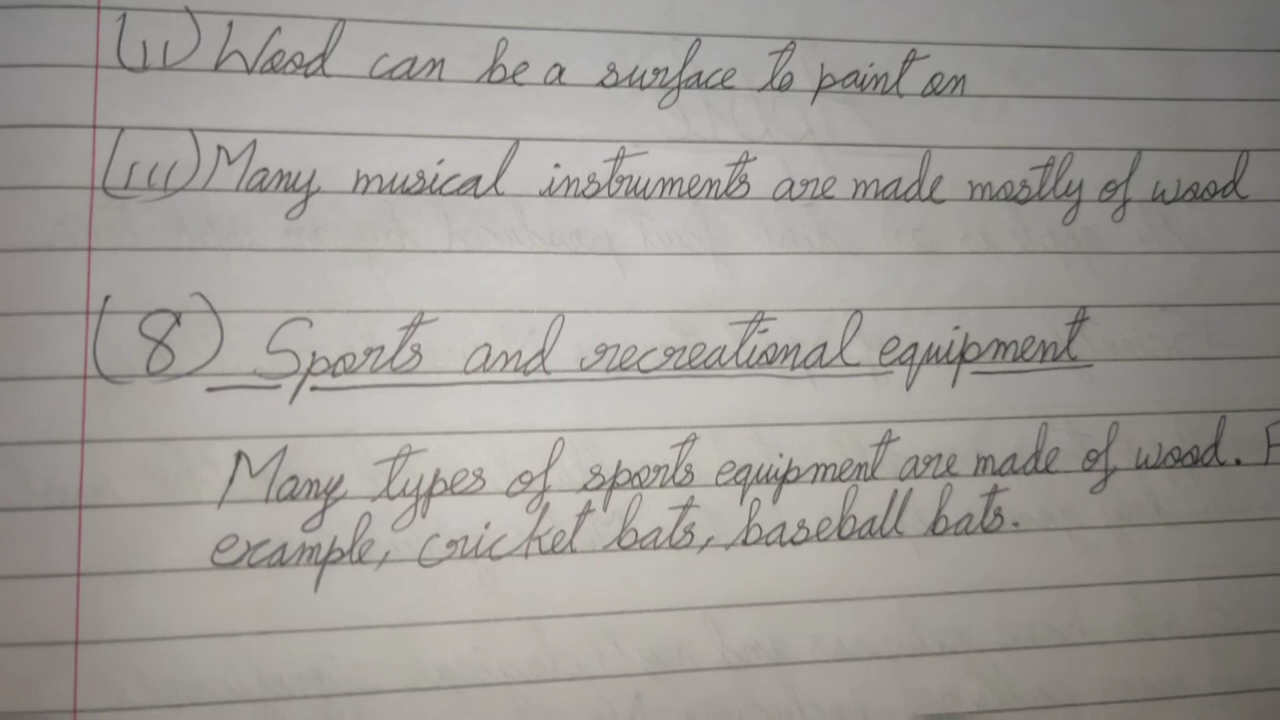 (ii) Wood can be a surface to paint on
(iii) Many musical instruments are made mostly of wood
(8) Sports and recreational equipment
Many types of sports equipment are made of wood. F
example, cricket bats, baseball bats.